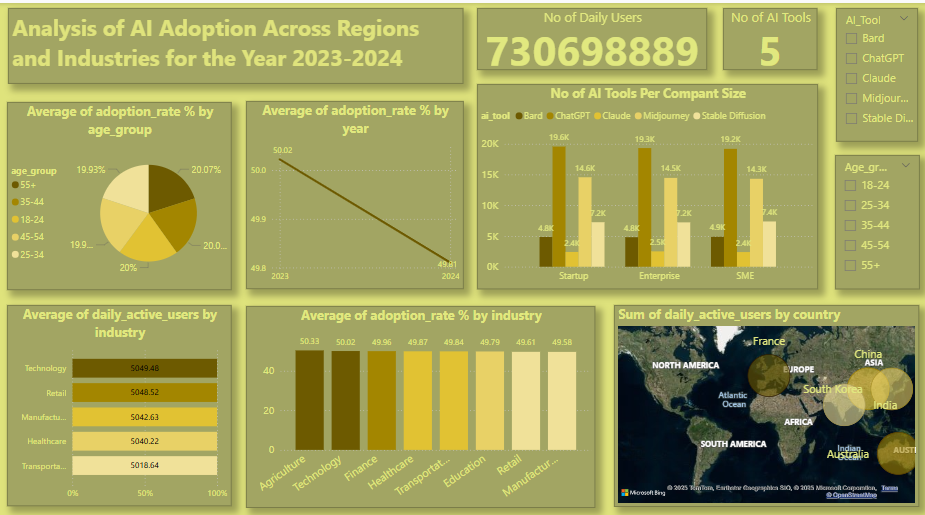 Analysis of AI Adoption Across Regions
and Industries for the Year 2023-2024
No of Daily Users
730698889
No of AI Tools
5
AI_Tool
Bard
ChatGPT
Claude
Midjour...
Stable Di...
Average of adoption_rate % by
age_group
age_group
55+
35-44
18-24
45-54
25-34
19.93%
20.07%
19.9...
20.0...
20%
Average of adoption_rate % by
year
50.02
50.0
49.9
49.8
49.81
2023
2024
No of AI Tools Per Compant Size
ai_tool Bard ChatGPT Claude Midjourney Stable Diffusion
20K
15K
10K
5K
0K
4.8K
19.6K
2.4K
14.6K
7.2K
4.8K
19.3K
2.5K
14.5K
7.2K
4.9K
19.2K
2.4K
14.3K
7.4K
Startup
Enterprise
SME
Age_gr...
18-24
25-34
35-44
45-54
55+
Average of daily_active_users by
industry
Technology 5049.48
Retail 5048.52
Manufactu... 5042.63
Healthcare 5040.22
Transporta... 5018.64
0% 50% 100%
Average of adoption_rate % by industry
50.33 50.02 49.96 49.87 49.84 49.79 49.61 49.58
40
20
0
Agriculture
Technology
Finance
Healthcare
Transportat...
Education
Retail
Manufactur...
Sum of daily_active_users by country
France
China
NORTH AMERICA
EUROPE
ASIA
South Korea
Atlantic
Ocean
India
AFRICA
SOUTH AMERICA
Indian
Ocean
Australia
AUST
Microsoft Bing
© 2025 TomTom, Earthstar Geographics SIO, © 2025 Microsoft Corporation, Terms
© OpenStreetMap